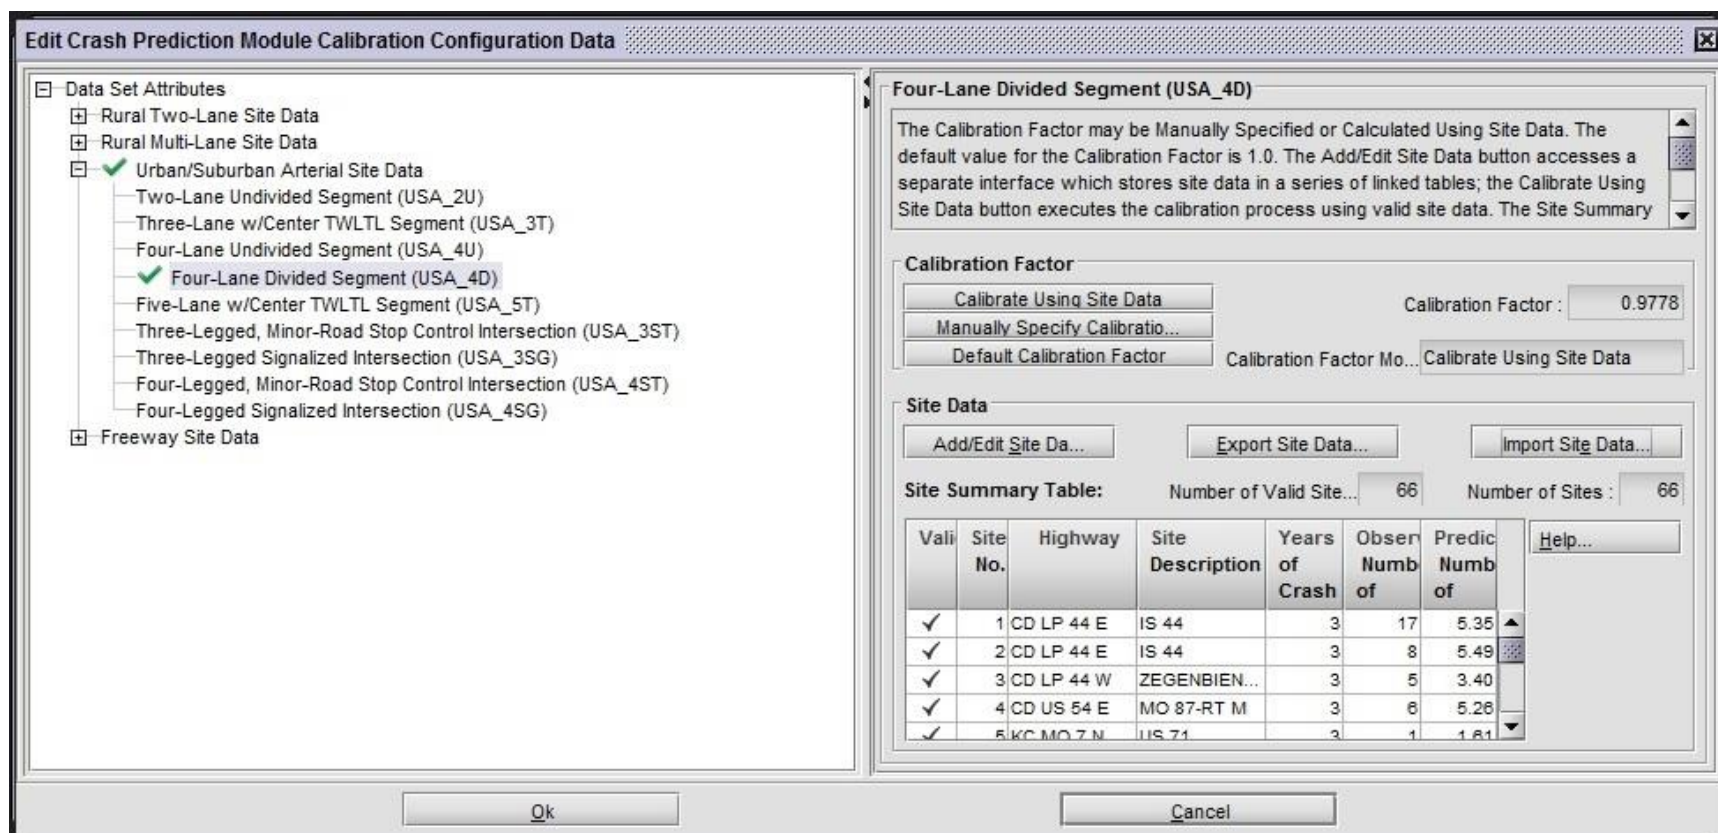 Edit Crash Prediction Module Calibration Configuration Data
Data Set Attributes
Rural Two-Lane Site Data
Rural Multi-Lane Site Data
Urban/Suburban Arterial Site Data
Two-Lane Undivided Segment (USA_2U)
Three-Lane w/Center TWLTL Segment (USA_3T)
Four-Lane Undivided Segment (USA_4U)
Four-Lane Divided Segment (USA_4D)
Five-Lane w/Center TWLTL Segment (USA_5T)
Three-Legged, Minor-Road Stop Control Intersection (USA_3ST)
Three-Legged Signalized Intersection (USA_3SG)
Four-Legged, Minor-Road Stop Control Intersection (USA_4ST)
Four-Legged Signalized Intersection (USA_4SG)
Freeway Site Data
Four-Lane Divided Segment (USA_4D)
The Calibration Factor may be Manually Specified or Calculated Using Site Data. The
default value for the Calibration Factor is 1.0. The Add/Edit Site Data button accesses a
separate interface which stores site data in a series of linked tables; the Calibrate Using
Site Data button executes the calibration process using valid site data. The Site Summary
Calibration Factor
Calibrate Using Site Data
Calibration Factor : 0.9778
Manually Specify Calibratio...
Default Calibration Factor
Calibration Factor Mo... Calibrate Using Site Data
Site Data
Add/Edit Site Da... Export Site Data... Import Site Data...
Site Summary Table: Number of Valid Site... 66 Number of Sites : 66
Vali Site Highway Site Years Obser Predic
No. Description of Numb Numb
Crash of of
Help...
1 CD LP 44 E IS 44 3 17 5.35
2 CD LP 44 E IS 44 3 8 5.49
3 CD LP 44 W ZEGENBIEN... 3 5 3.40
4 CD US 54 E MO 87-RT M 3 6 5.26
5 KC MO 7 N US 71 3 1 1.61
Ok Cancel